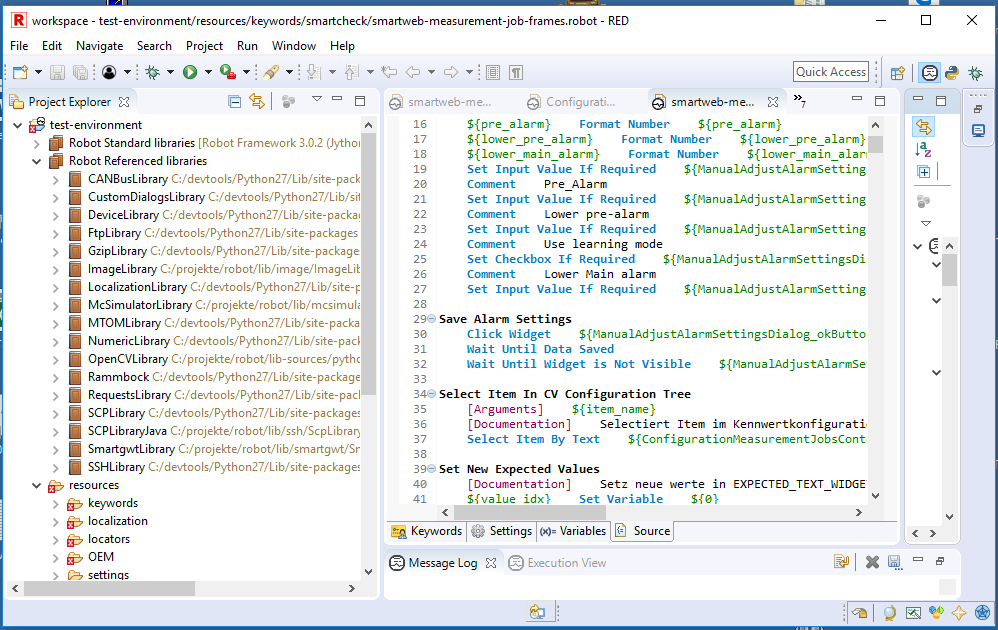 workspace - test-environment/resources/keywords/smartcheck/smartweb-measurement-job-frames.robot - RED
File Edit Navigate Search Project Run Window Help
Quick Access
Project Explorer
test-environment
Robot Standard libraries [Robot Framework 3.0.2 (Jython
Robot Referenced libraries
CANBusLibrary C:/devtools/Python27/Lib/site-pack
CustomDialogsLibrary C:/devtools/Python27/Lib/
DeviceLibrary C:/devtools/Python27/Lib/site-packa
FtpLibrary C:/devtools/Python27/Lib/site-packages
GzipLibrary C:/devtools/Python27/Lib/site-package
ImageLibrary C:/projekte/robot/lib/image/ImageLib
LocalizationLibrary C:/devtools/Python27/Lib/site-p
McSimulatorLibrary C:/projekte/robot/lib/mcsimula
MTOMLibrary C:/devtools/Python27/Lib/site-packa
NumericLibrary C:/devtools/Python27/Lib/site-pack
OpenCVLibrary C:/projekte/robot/lib-sources/pytho
Rammbock C:/devtools/Python27/Lib/site-packages
RequestsLibrary C:/devtools/Python27/Lib/site-pack
SCPLibrary C:/devtools/Python27/Lib/site-packages
SCPLibraryJava C:/projekte/robot/lib/ssh/ScpLibrary
SmartgwtLibrary C:/projekte/robot/lib/smartgwt/Sm
SSHLibrary C:/devtools/Python27/Lib/site-packages
resources
keywords
localization
locators
OEM
settings
smartweb-me... Configurati... smartweb-me... 7
16 ${pre_alarm} Format Number ${pre_alarm}
17 ${lower_pre_alarm} Format Number ${lower_pre_alarm}
18 ${lower_main_alarm} Format Number ${lower_main_alar
19 Set Input Value If Required ${ManualAdjustAlarmSetting
20 Comment Pre_Alarm
21 Set Input Value If Required ${ManualAdjustAlarmSetting
22 Comment Lower pre-alarm
23 Set Input Value If Required ${ManualAdjustAlarmSetting
24 Comment Use learning mode
25 Set Checkbox If Required ${ManualAdjustAlarmSettingsDi
26 Comment Lower Main alarm
27 Set Input Value If Required ${ManualAdjustAlarmSetting
28
29 Save Alarm Settings
30 Click Widget ${ManualAdjustAlarmSettingsDialog_okButto
31 Wait Until Data Saved
32 Wait Until Widget is Not Visible ${ManualAdjustAlarmSe
33
34 Select Item In CV Configuration Tree
35 [Arguments] ${item_name}
36 [Documentation] Selectiert Item im Kennwertkonfigurati
37 Select Item By Text ${ConfigurationMeasurementJobsCont
38
39 Set New Expected Values
40 [Documentation] Setz neue werte in EXPECTED_TEXT_WIDGE
41 ${value idx} Set Variable ${0}
Keywords Settings (x)= Variables Source
Message Log Execution View